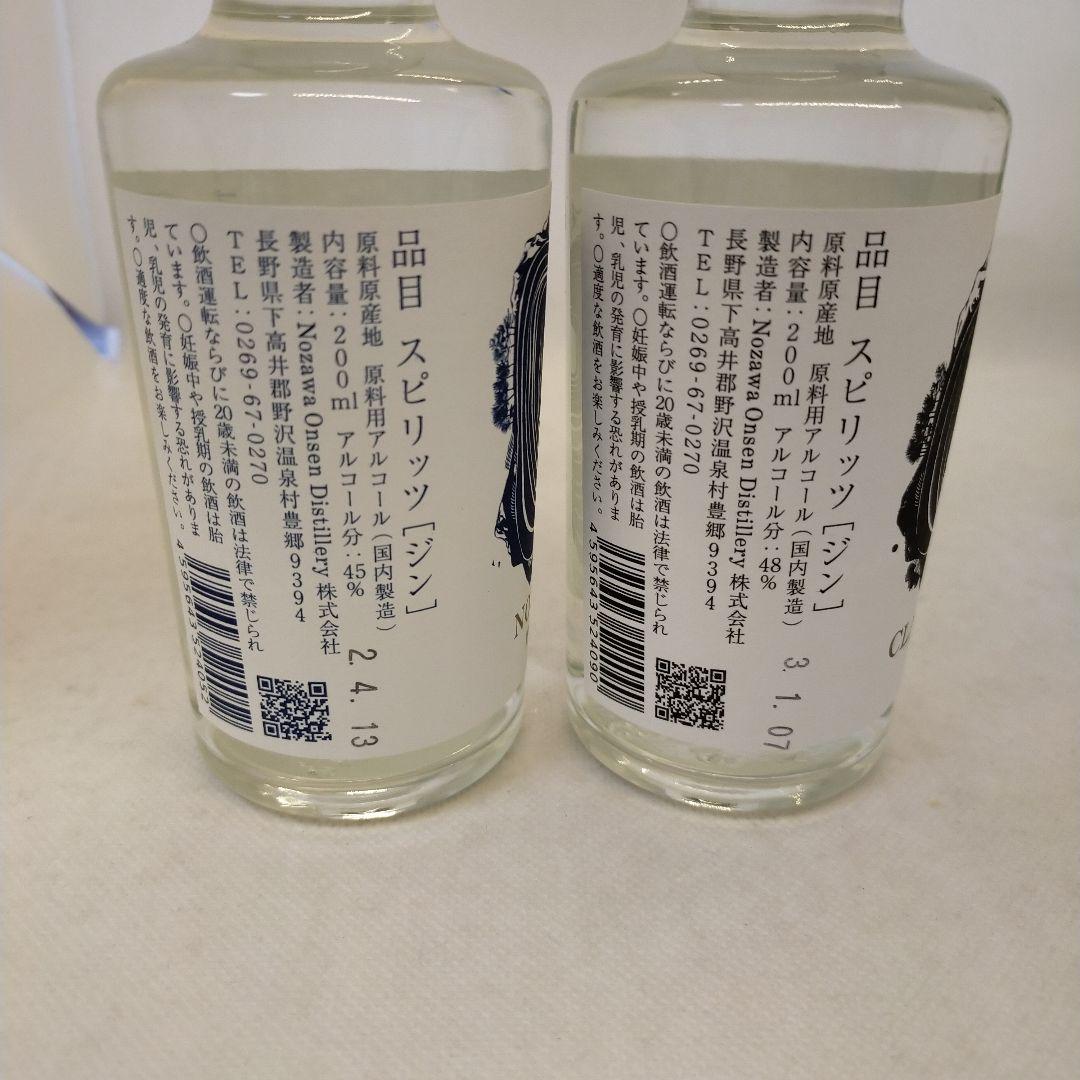 品目 スピリッツ［ジン］
原料原産地 原料用アルコール（国内製造）
内容量：200ml アルコール分：45%
製造者：Nozawa Onsen Distillery 株式会社
長野県下高井郡野沢温泉村豊郷9394
TEL：0269-67-0270
○飲酒運転ならびに20歳未満の飲酒は法律で禁じられ
ています。○妊娠中や授乳期の飲酒は胎
児、乳児の発育に影響する恐れがありま
す。○適度な飲酒をお楽しみください。
4595643524052
2. 4. 13
品目 スピリッツ［ジン］
原料原産地 原料用アルコール（国内製造）
内容量：200ml アルコール分：48%
製造者：Nozawa Onsen Distillery 株式会社
長野県下高井郡野沢温泉村豊郷9394
TEL：0269-67-0270
○飲酒運転ならびに20歳未満の飲酒は法律で禁じられ
ています。○妊娠中や授乳期の飲酒は胎
児、乳児の発育に影響する恐れがありま
す。○適度な飲酒をお楽しみください。
4595643524090
3. 1. 07